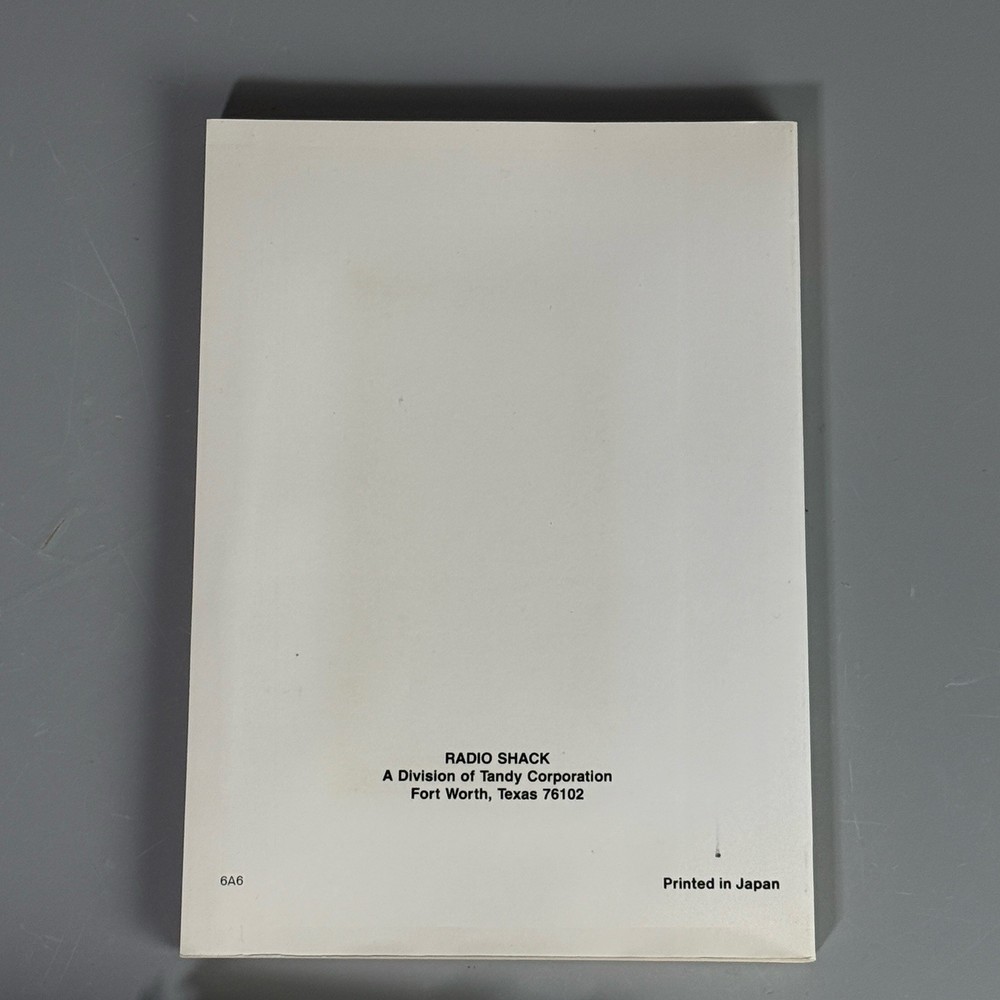 RADIO SHACK
A Division of Tandy Corporation
Fort Worth, Texas 76102
6A6
Printed in Japan